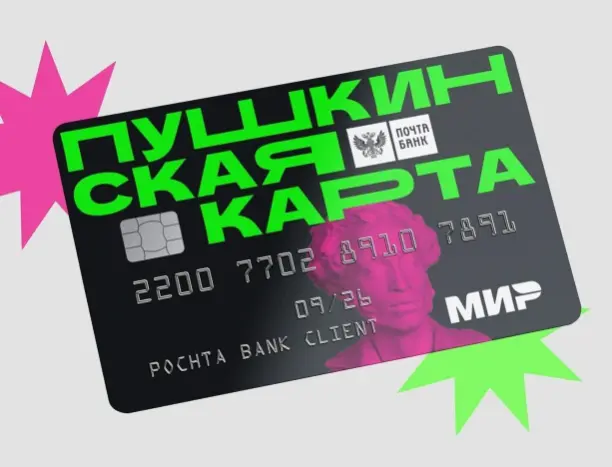 ПУШКИН
СКАЯ
ПОЧТА
БАНК
КАРТА
2200 7702 8910 7891
09/26
POCHTA BANK CLIENT
МИР